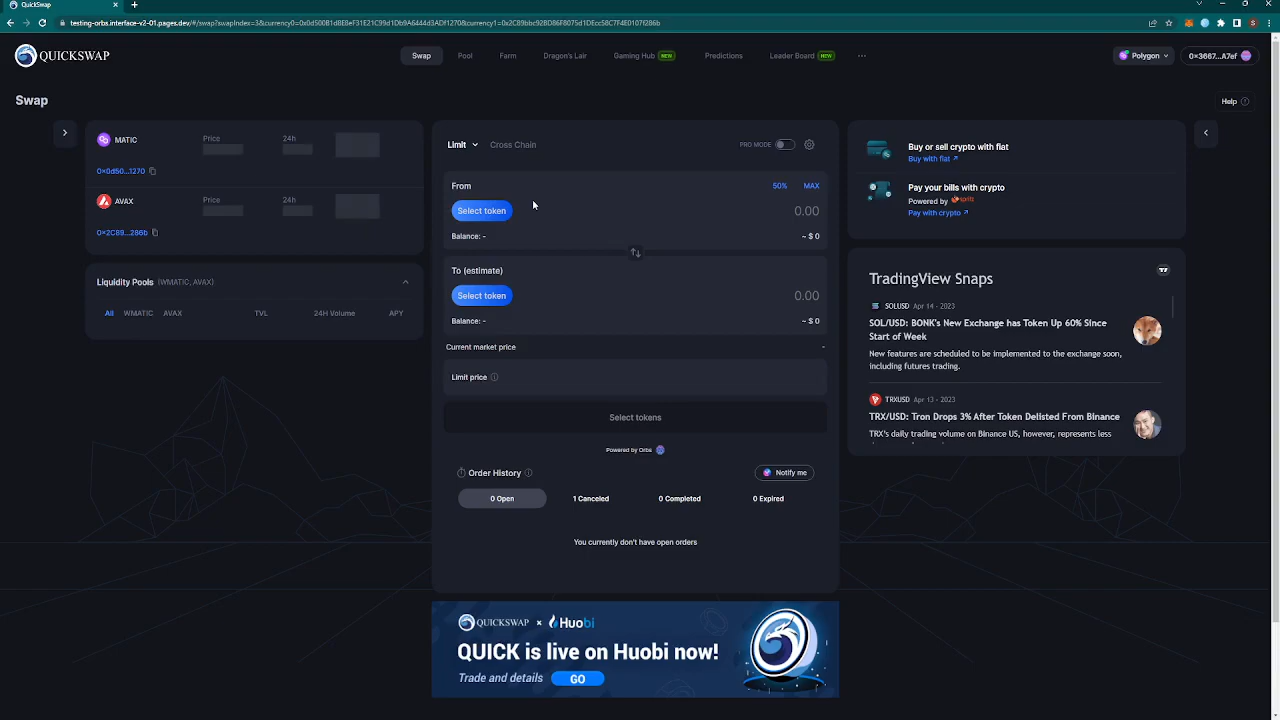 QuickSwap
testing-orbs.interface-v2-01.pages.dev/#/swap?swapIndex=3&currency0=0x0d500B1d8E8eF31E21C99d1Db9A6444d3ADf1270&currency1=0x2C89bbc92BD86F8075d1DEcc58C7F4E0107f286b
QUICKSWAP
Swap
Pool
Farm
Dragon's Lair
Gaming Hub NEW
Predictions
Leader Board NEW
Polygon
0x3667...A7ef
Swap
Help
MATIC
Price
24h
0x0d50...1270
AVAX
Price
24h
0x2C89...286b
Liquidity Pools (WMATIC, AVAX)
All WMATIC AVAX TVL 24H Volume APY
Limit Cross Chain PRO MODE
From 50% MAX
Select token 0.00
Balance: - ~ $ 0
To (estimate)
Select token 0.00
Balance: - ~ $ 0
Current market price -
Limit price
Select tokens
Powered by Orbs
Order History Notify me
0 Open 1 Canceled 0 Completed 0 Expired
You currently don't have open orders
QUICKSWAP × Huobi
QUICK is live on Huobi now!
Trade and details GO
Buy or sell crypto with fiat
Buy with fiat
Pay your bills with crypto
Powered by spritz
Pay with crypto
TradingView Snaps
SOLUSD Apr 14 - 2023
SOL/USD: BONK's New Exchange has Token Up 60% Since
Start of Week
New features are scheduled to be implemented to the exchange soon,
including futures trading.
TRXUSD Apr 13 - 2023
TRX/USD: Tron Drops 3% After Token Delisted From Binance
TRX's daily trading volume on Binance US, however, represents less